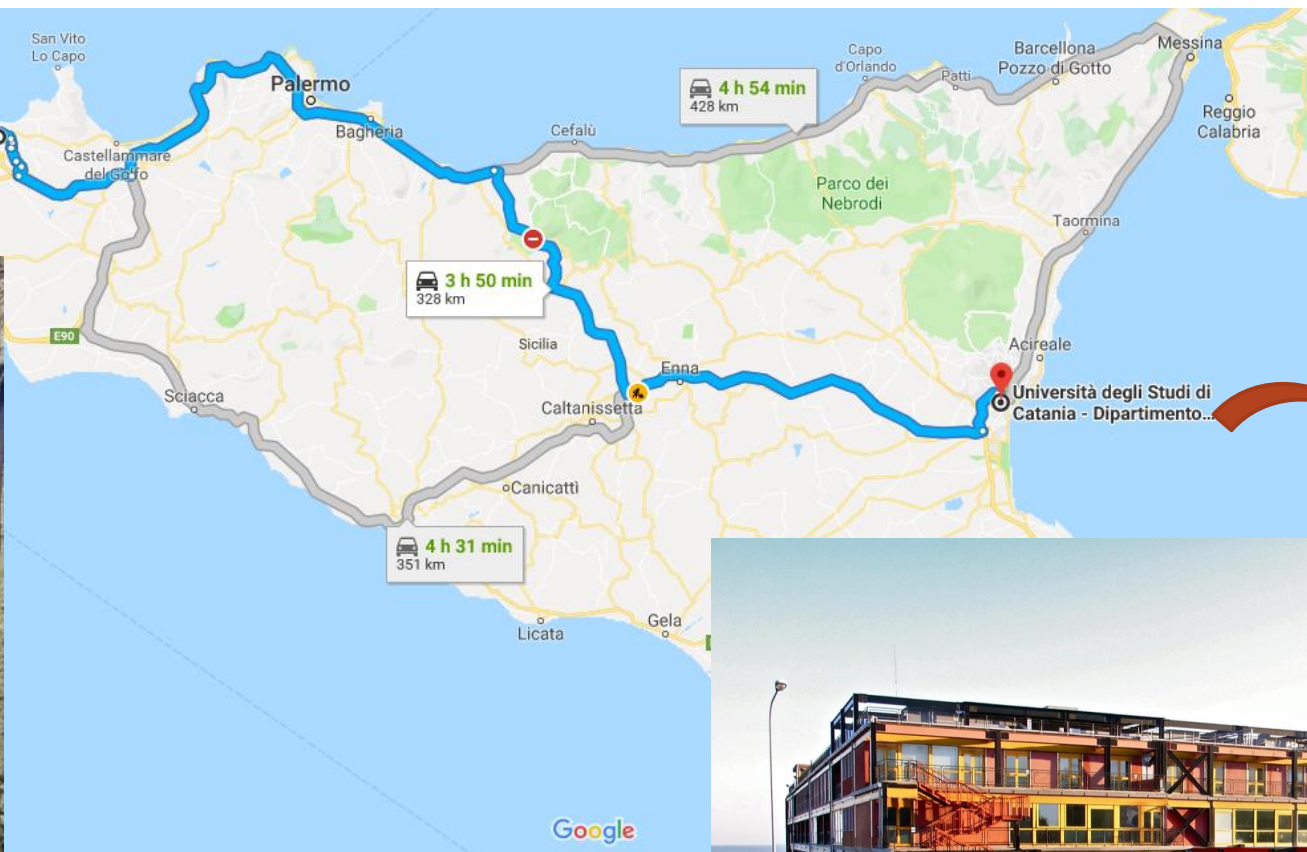 San Vito
Lo Capo
Palermo
Bagheria
Castellammare
del Golfo
Cefalù
4 h 54 min
428 km
Capo
d'Orlando
Patti
Barcellona
Pozzo di Gotto
Messina
Reggio
Calabria
Parco dei
Nebrodi
Taormina
3 h 50 min
328 km
E90
Sicilia
Acireale
Sciacca
Enna
Caltanissetta
Università degli Studi di
Catania - Dipartimento...
Canicattì
4 h 31 min
351 km
Licata
Gela
Google